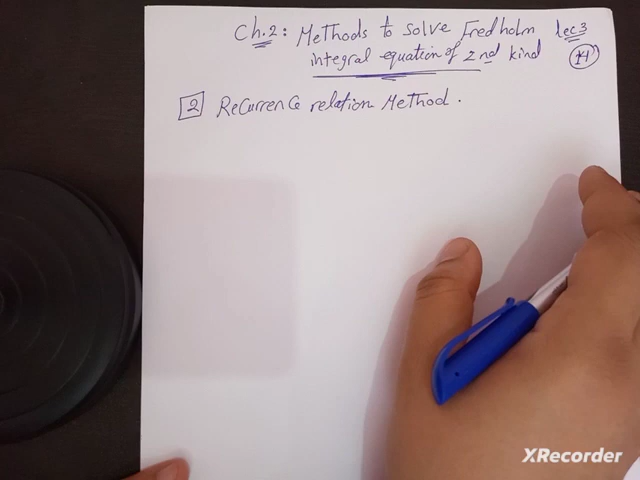 Ch.2: Methods to solve Fredholm lec3
integral equation of 2nd kind 14
2 Recurrence relation Method.
XRecorder